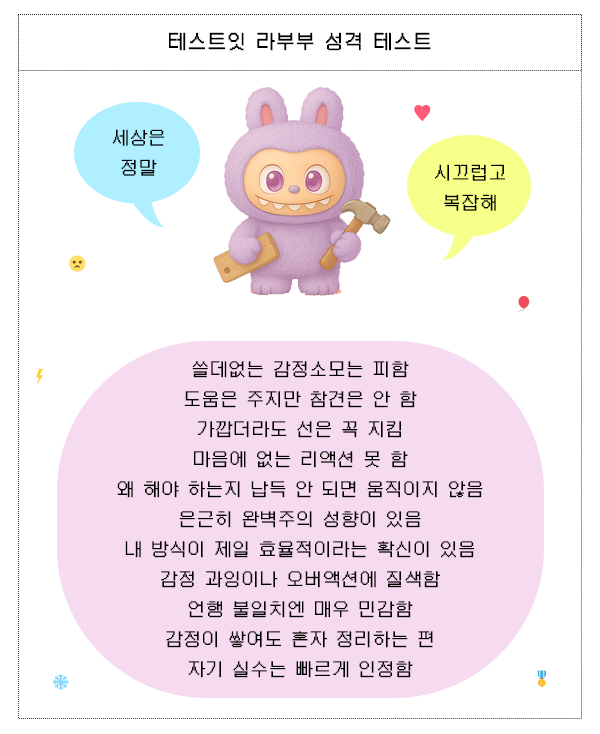 테스트잇 라부부 성격 테스트
세상은
정말
시끄럽고
복잡해
쓸데없는 감정소모는 피함
도움은 주지만 참견은 안 함
가깝더라도 선은 꼭 지킴
마음에 없는 리액션 못 함
왜 해야 하는지 납득 안 되면 움직이지 않음
은근히 완벽주의 성향이 있음
내 방식이 제일 효율적이라는 확신이 있음
감정 과잉이나 오버액션에 질색함
언행 불일치엔 매우 민감함
감정이 쌓여도 혼자 정리하는 편
자기 실수는 빠르게 인정함